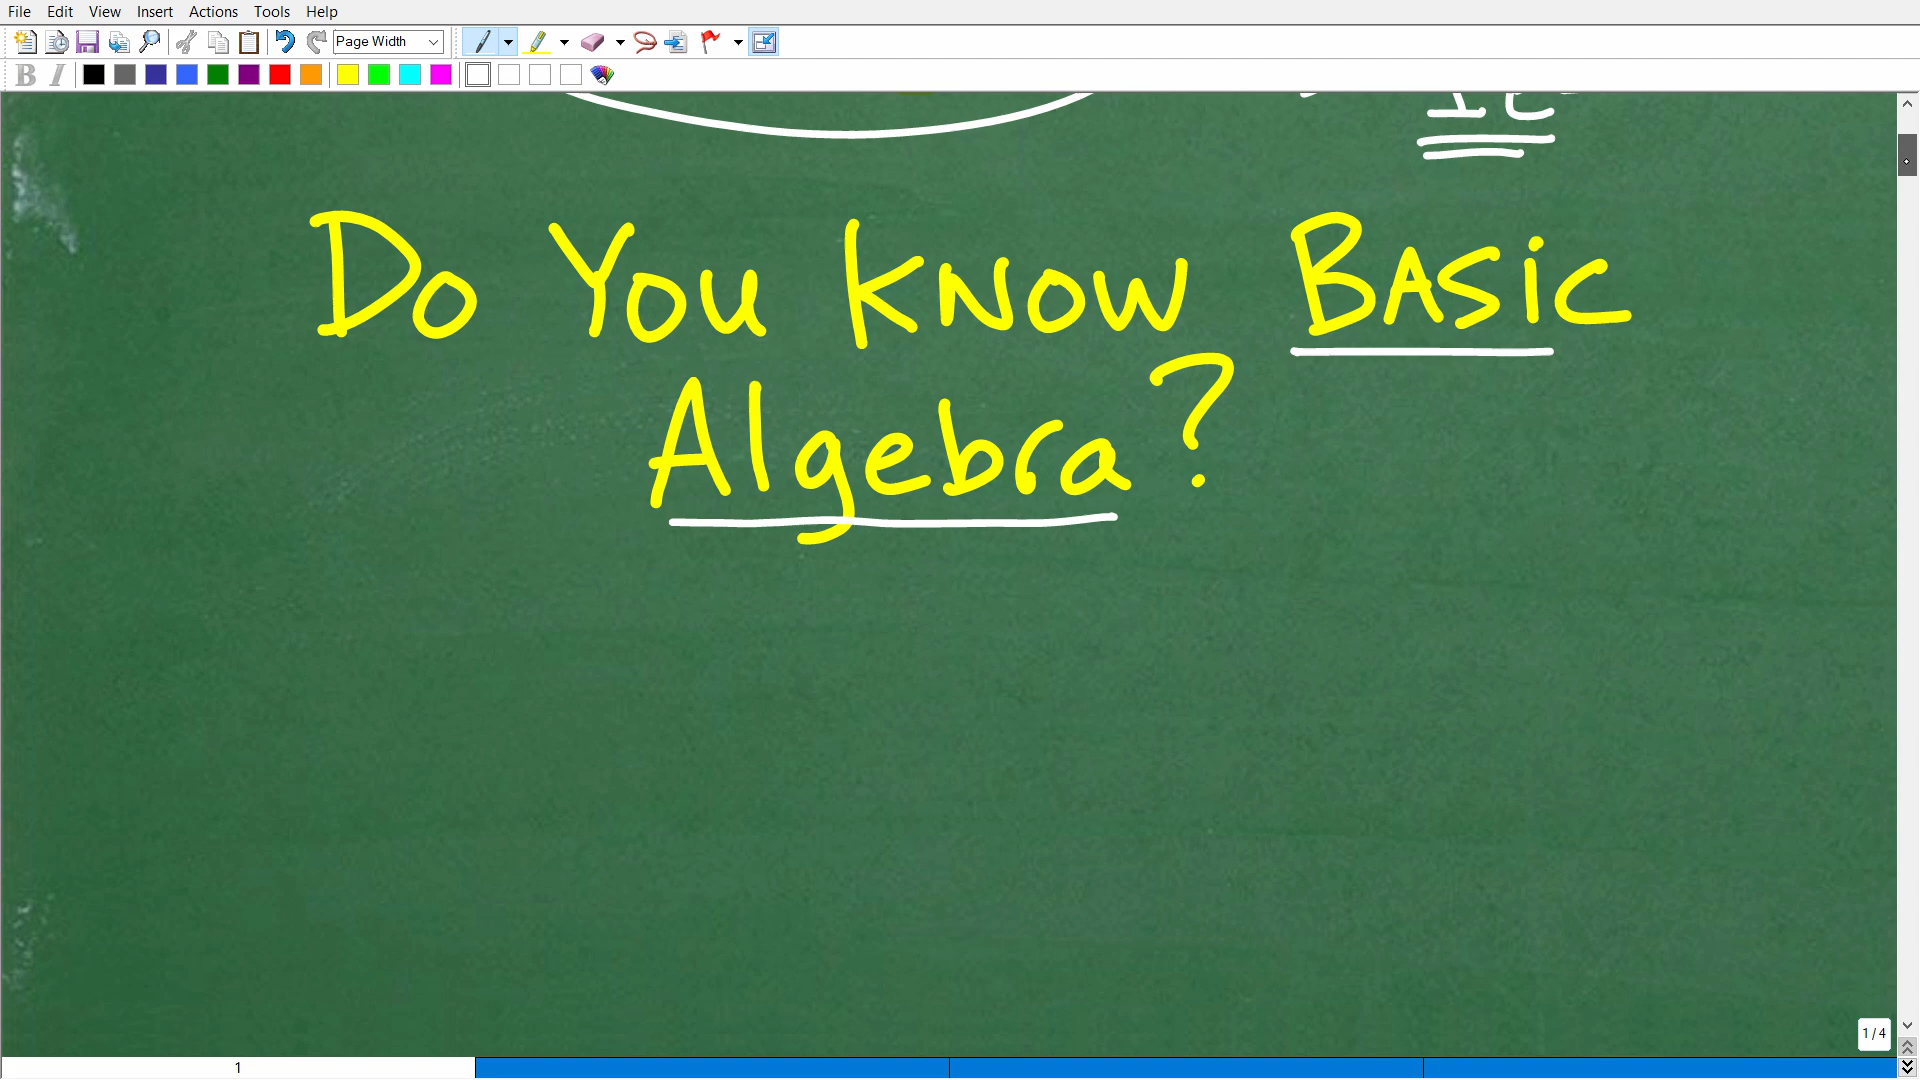 File Edit View Insert Actions Tools Help
Page Width
B I
Do You Know BASiC
Algebra?
1 / 4
1